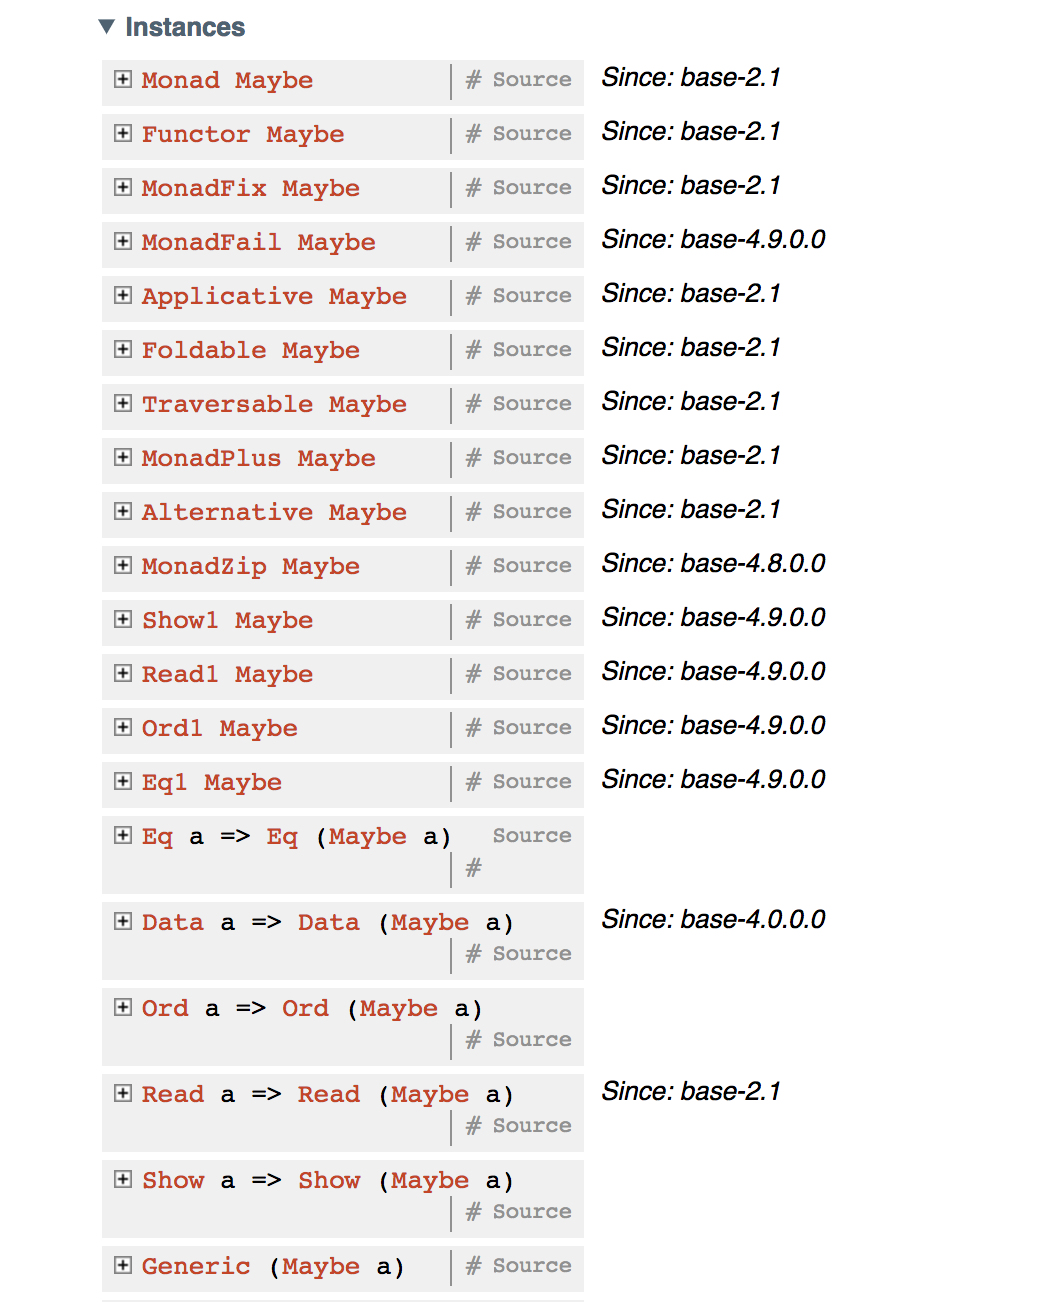 ▼ Instances
Monad Maybe | # Source Since: base-2.1
Functor Maybe | # Source Since: base-2.1
MonadFix Maybe | # Source Since: base-2.1
MonadFail Maybe | # Source Since: base-4.9.0.0
Applicative Maybe | # Source Since: base-2.1
Foldable Maybe | # Source Since: base-2.1
Traversable Maybe | # Source Since: base-2.1
MonadPlus Maybe | # Source Since: base-2.1
Alternative Maybe | # Source Since: base-2.1
MonadZip Maybe | # Source Since: base-4.8.0.0
Show1 Maybe | # Source Since: base-4.9.0.0
Read1 Maybe | # Source Since: base-4.9.0.0
Ord1 Maybe | # Source Since: base-4.9.0.0
Eq1 Maybe | # Source Since: base-4.9.0.0
Eq a => Eq (Maybe a) Source
| #
Data a => Data (Maybe a) Since: base-4.0.0.0
| # Source
Ord a => Ord (Maybe a)
| # Source
Read a => Read (Maybe a) Since: base-2.1
| # Source
Show a => Show (Maybe a)
| # Source
Generic (Maybe a) | # Source